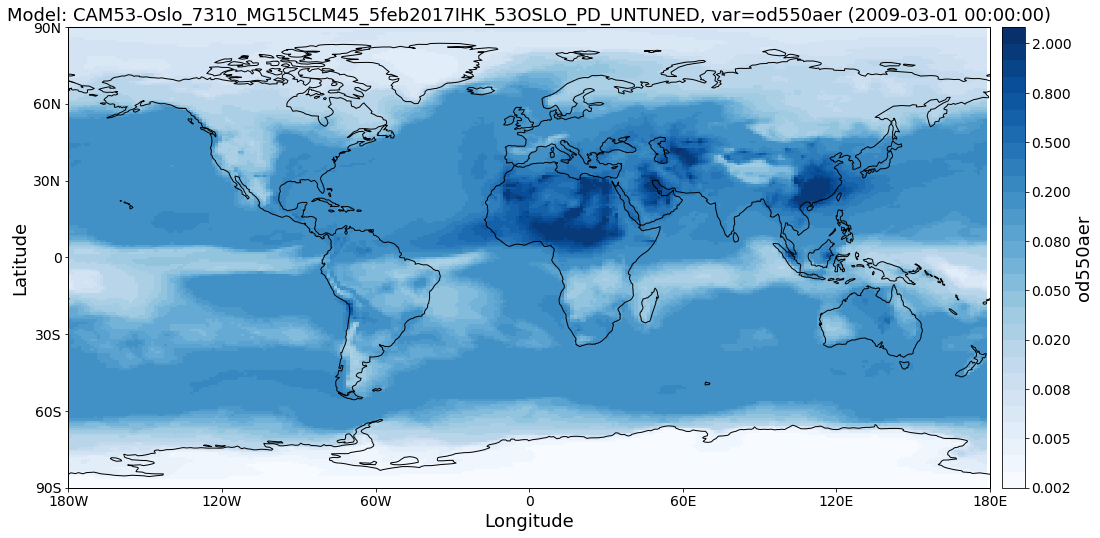 Model: CAM53-Oslo_7310_MG15CLM45_5feb2017IHK_53OSLO_PD_UNTUNED, var=od550aer (2009-03-01 00:00:00)
90N
60N
30N
0
30S
60S
90S
Latitude
180W
120W
60W
0
60E
120E
180E
Longitude
2.000
0.800
0.500
0.200
0.080
0.050
0.020
0.008
0.005
0.002
od550aer